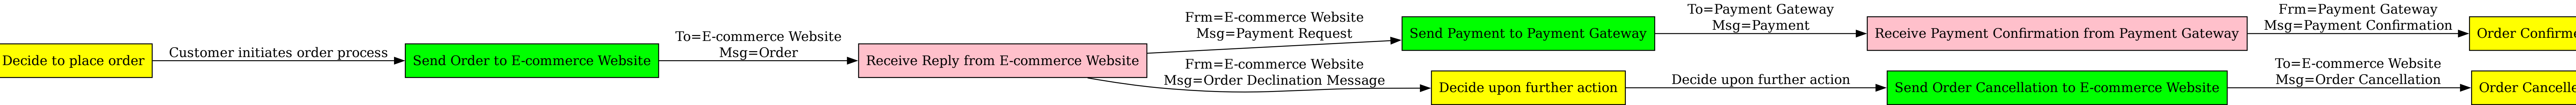 Decide to place order
Customer initiates order process
Send Order to E-commerce Website
To=E-commerce Website
Msg=Order
Receive Reply from E-commerce Website
Frm=E-commerce Website
Msg=Payment Request
Send Payment to Payment Gateway
To=Payment Gateway
Msg=Payment
Receive Payment Confirmation from Payment Gateway
Frm=Payment Gateway
Msg=Payment Confirmation
Order
Frm=E-commerce Website
Msg=Order Declination Message
Decide upon further action
Decide upon further action
Send Order Cancellation to E-commerce Website
To=E-commerce Website
Msg=Order Cancellation
Order